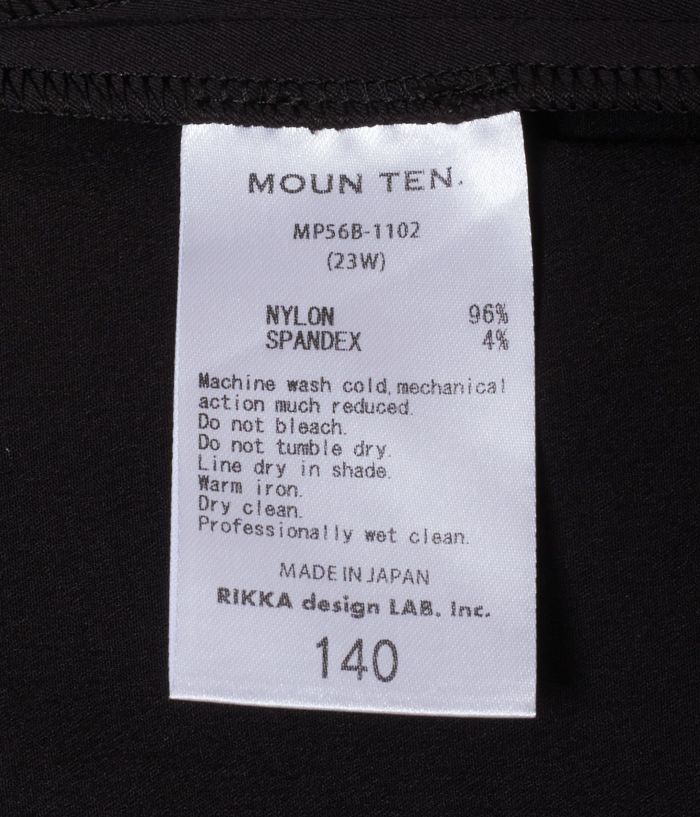 MOUN TEN.
MP56B-1102
(23W)
NYLON 96%
SPANDEX 4%
Machine wash cold, mechanical
action much reduced.
Do not bleach.
Do not tumble dry.
Line dry in shade.
Warm iron.
Dry clean.
Professionally wet clean.
MADE IN JAPAN
RIKKA design LAB. Inc.
140